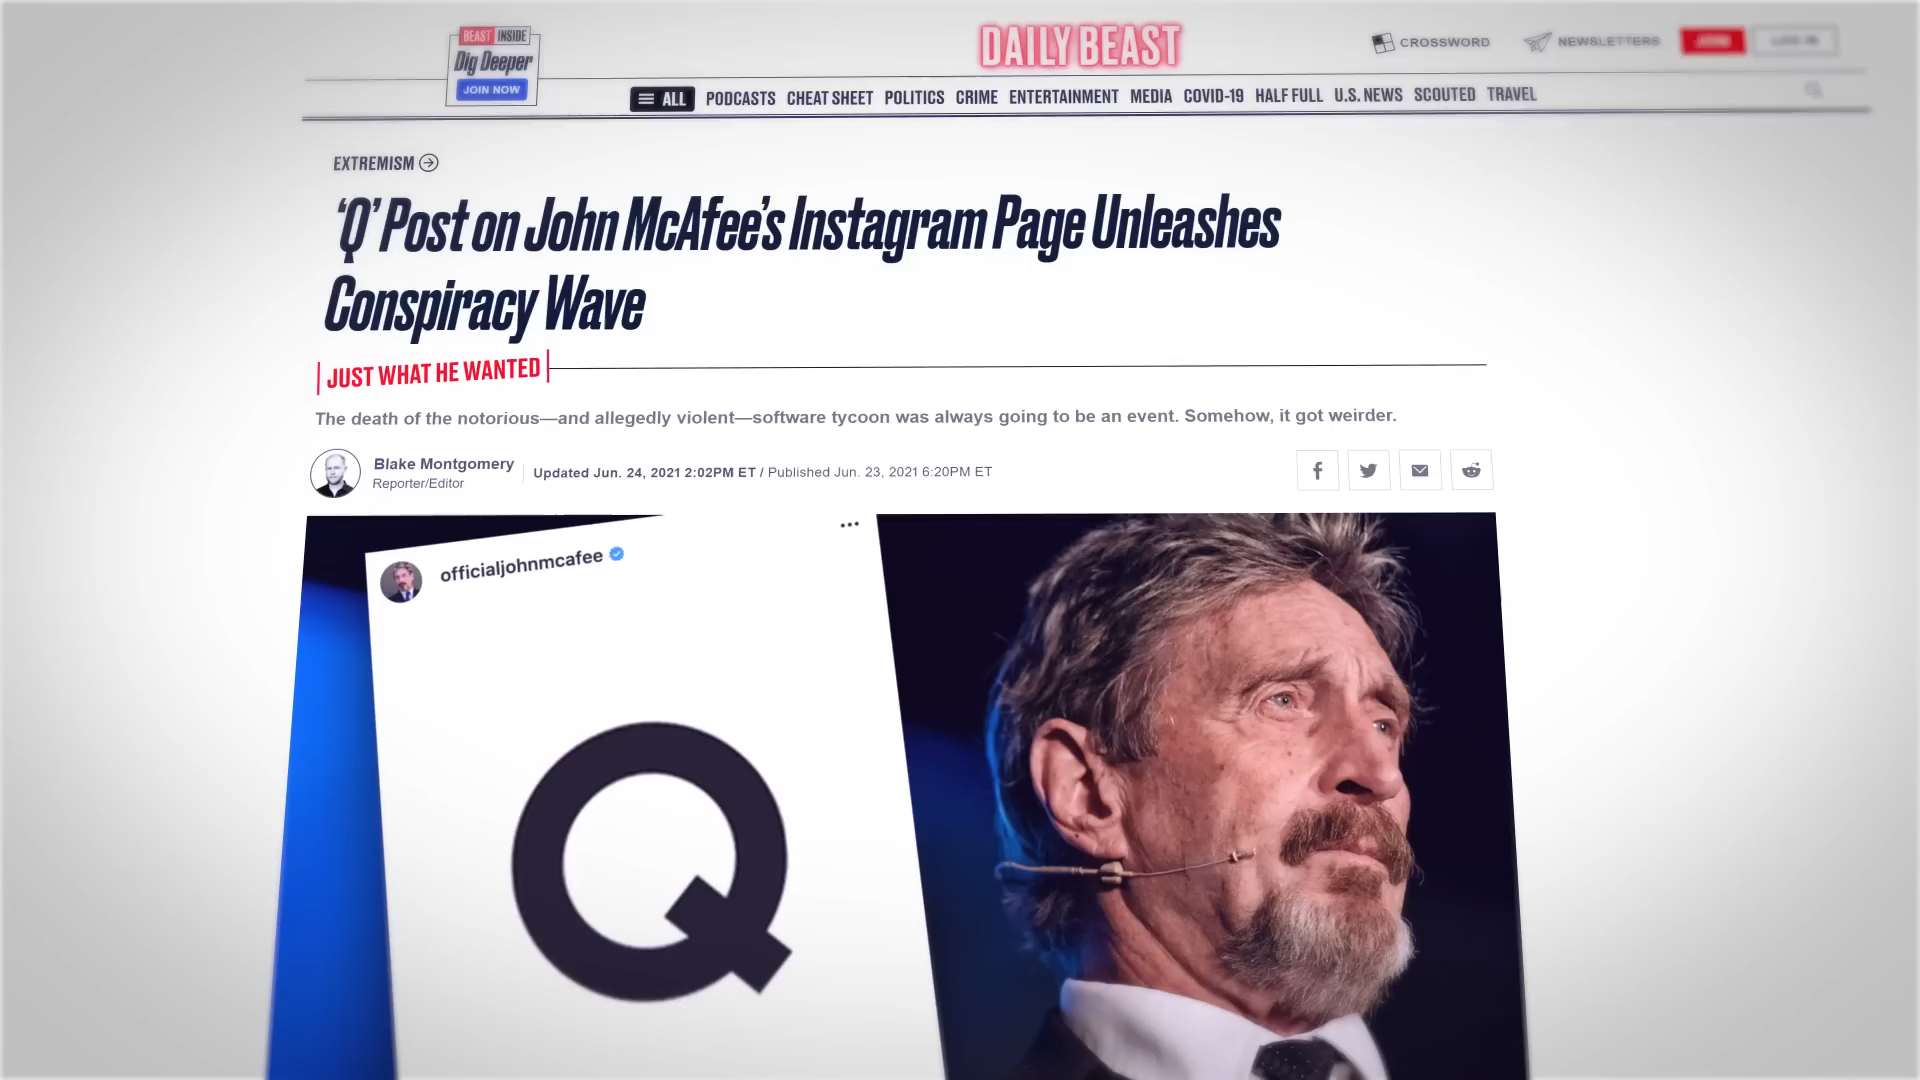 BEAST INSIDE
Dig Deeper
JOIN NOW
DAILY BEAST
CROSSWORD
NEWSLETTERS
JOIN
LOG IN
ALL PODCASTS CHEAT SHEET POLITICS CRIME ENTERTAINMENT MEDIA COVID-19 HALF FULL U.S. NEWS SCOUTED TRAVEL
EXTREMISM
‘Q’ Post on John McAfee’s Instagram Page Unleashes
Conspiracy Wave
JUST WHAT HE WANTED
The death of the notorious—and allegedly violent—software tycoon was always going to be an event. Somehow, it got weirder.
Blake Montgomery
Reporter/Editor
Updated Jun. 24, 2021 2:02PM ET / Published Jun. 23, 2021 6:20PM ET
officialjohnmcafee
Q